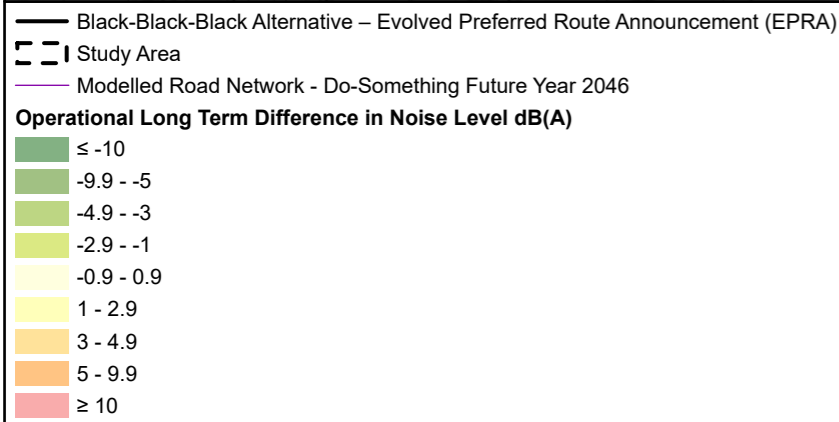 Black-Black-Black Alternative – Evolved Preferred Route Announcement (EPRA)
Study Area
Modelled Road Network - Do-Something Future Year 2046
Operational Long Term Difference in Noise Level dB(A)
≤ -10
-9.9 - -5
-4.9 - -3
-2.9 - -1
-0.9 - 0.9
1 - 2.9
3 - 4.9
5 - 9.9
≥ 10